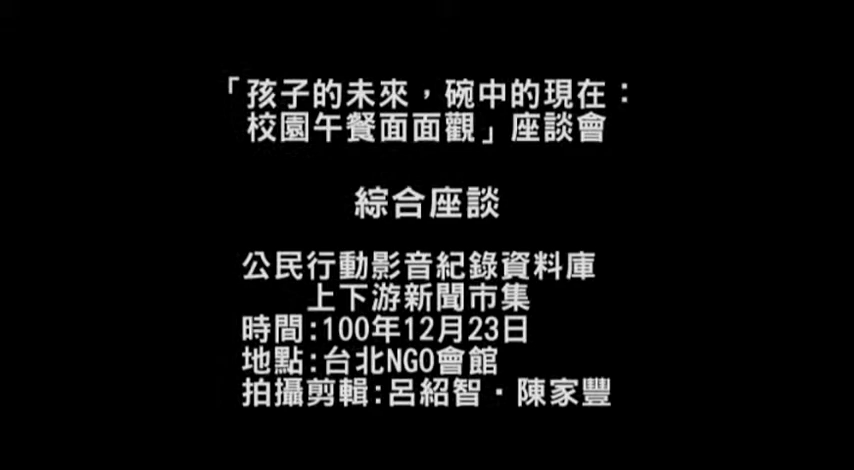 「孩子的未來，碗中的現在：
校園午餐面面觀」座談會
綜合座談
公民行動影音紀錄資料庫
上下游新聞市集
時間:100年12月23日
地點:台北NGO會館
拍攝剪輯:呂紹智·陳家豐